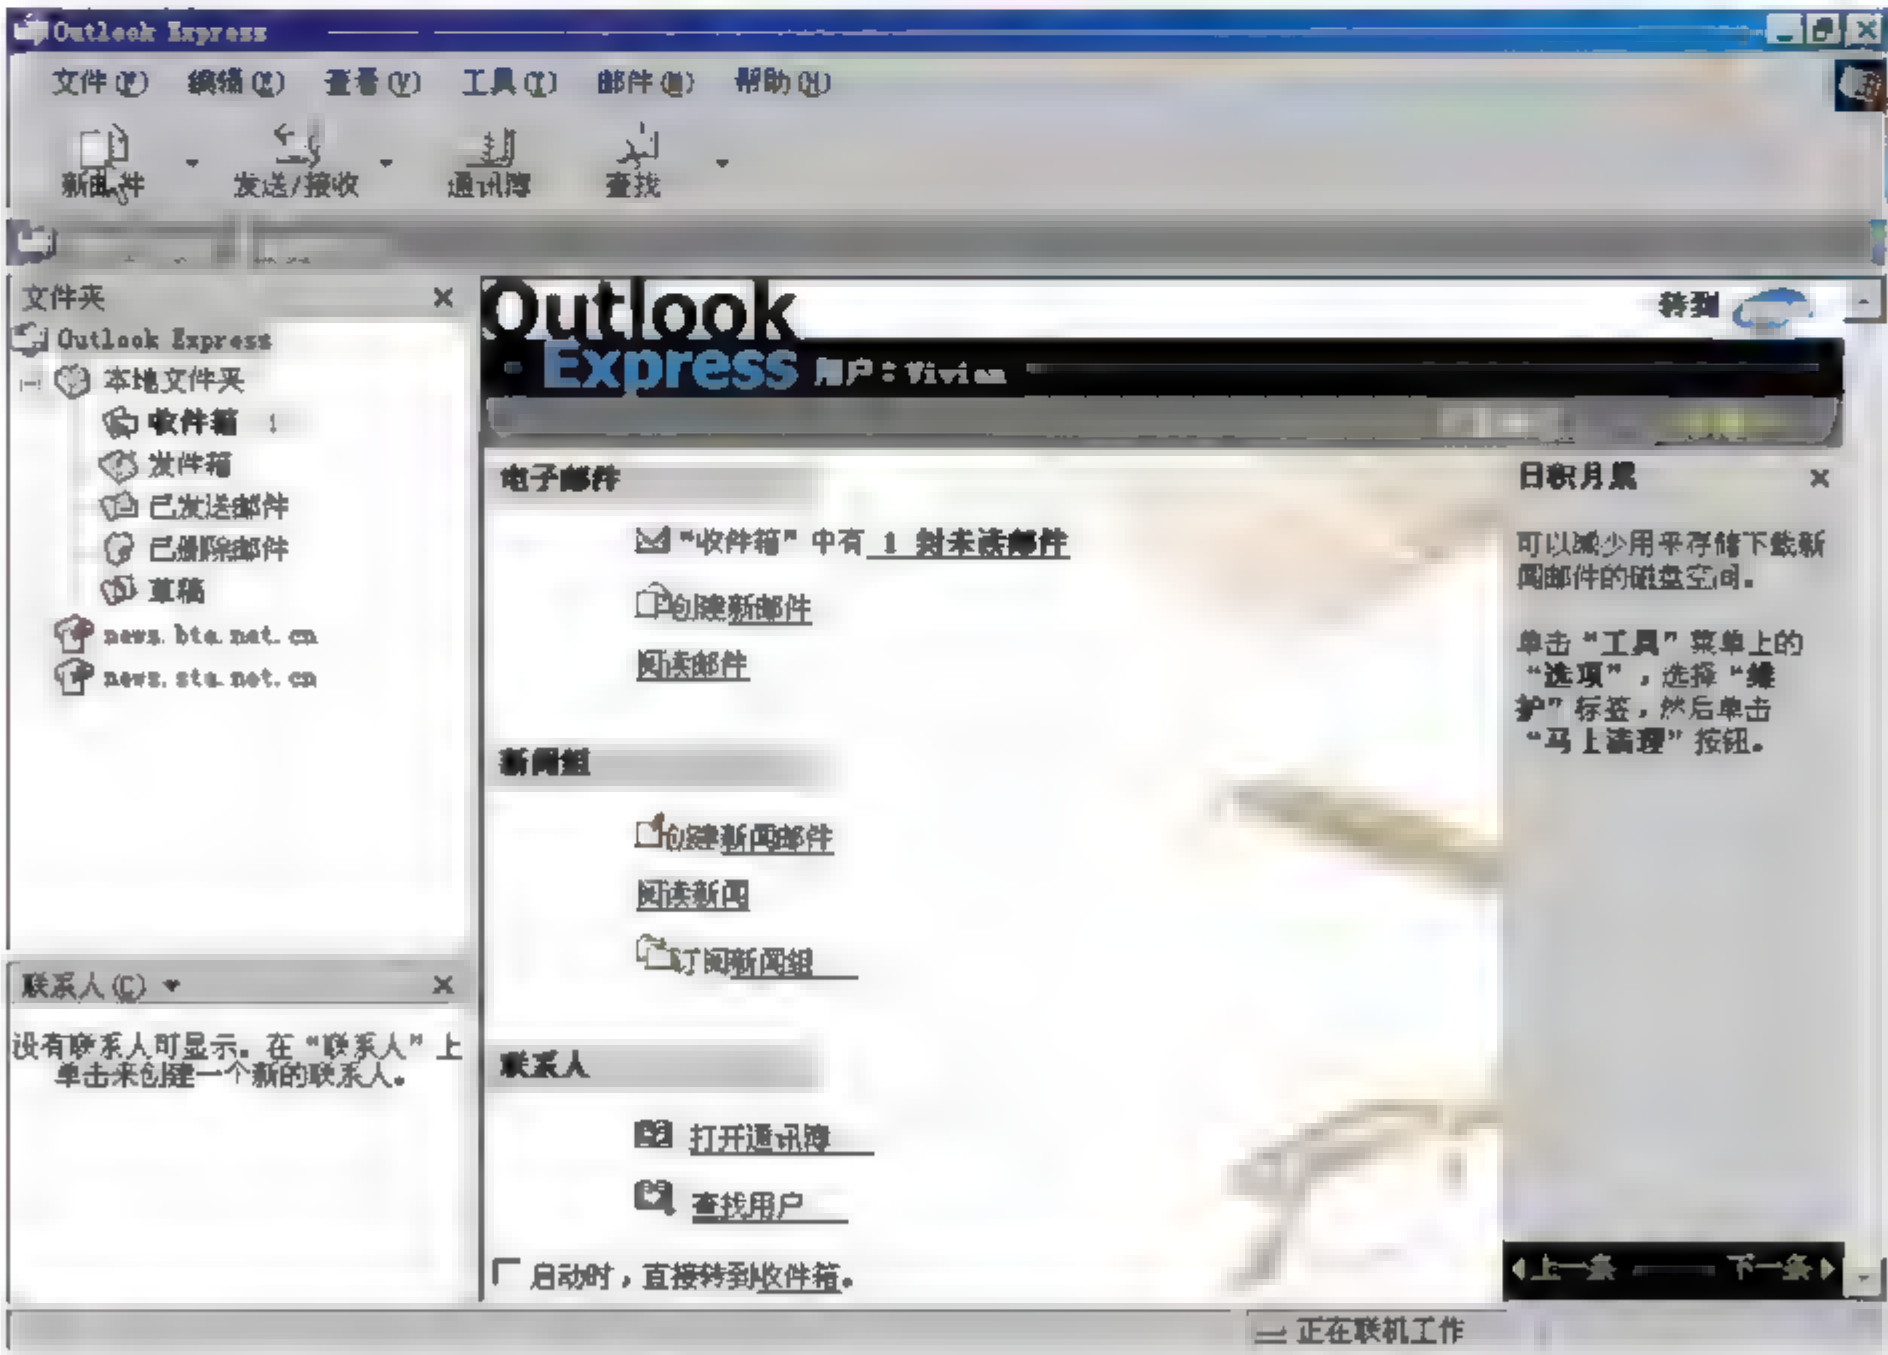 Outlook Express
文件(F) 编辑(E) 查看(V) 工具(T) 邮件(M) 帮助(H)
新邮件 发送/接收 通讯簿 查找
文件夹
Outlook Express
本地文件夹
收件箱 1
发件箱
已发送邮件
已删除邮件
草稿
news.bta.net.cn
news.sta.net.cn
联系人(C)
没有联系人可显示。在“联系人”上
单击来创建一个新的联系人。
Outlook
Express 用户：Vivian
转到
电子邮件
“收件箱”中有 1 封未读邮件
创建新邮件
阅读邮件
新闻组
创建新闻邮件
阅读新闻
订阅新闻组
联系人
打开通讯簿
查找用户
启动时，直接转到收件箱。
日积月累
可以减少用来存储下载新
闻邮件的磁盘空间。
单击“工具”菜单上的
“选项”，选择“维
护”标签，然后单击
“马上清理”按钮。
上一条 下一条
正在联机工作